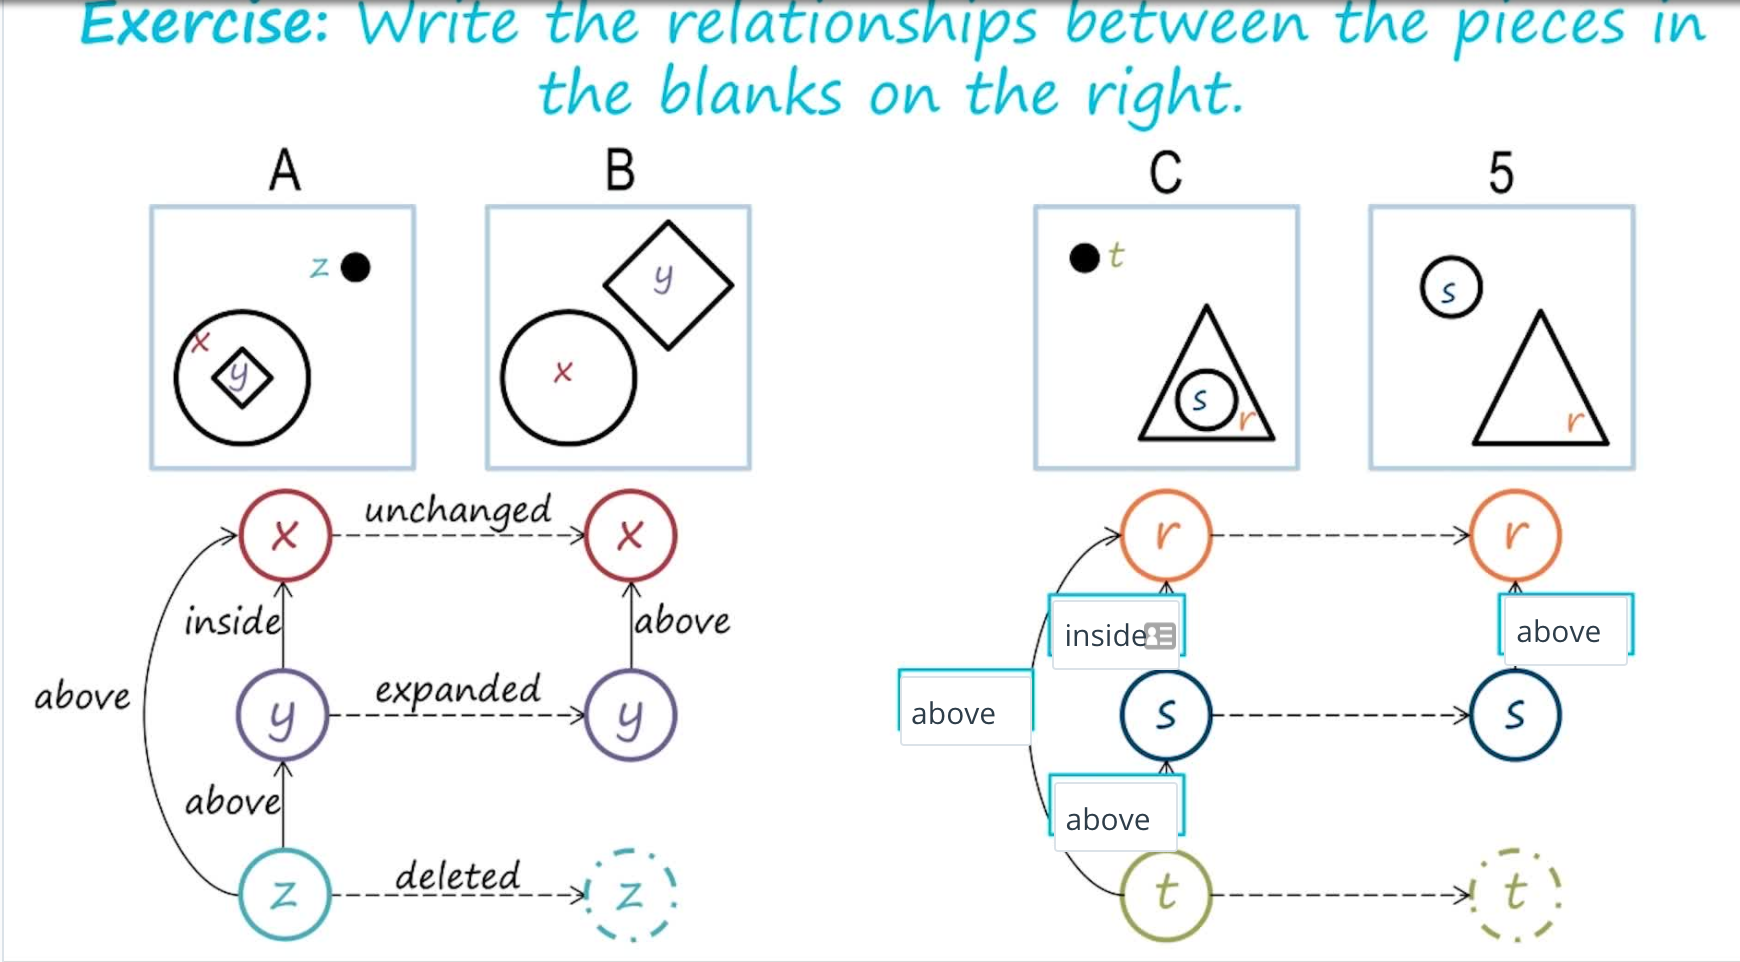 Exercise: Write the relationships between the pieces in
the blanks on the right.
A
B
C
5
z
x
y
y
x
t
s
r
s
r
x
unchanged
x
inside
above
above
y
expanded
y
above
z
deleted
z
r
r
inside
above
above
s
s
above
t
t